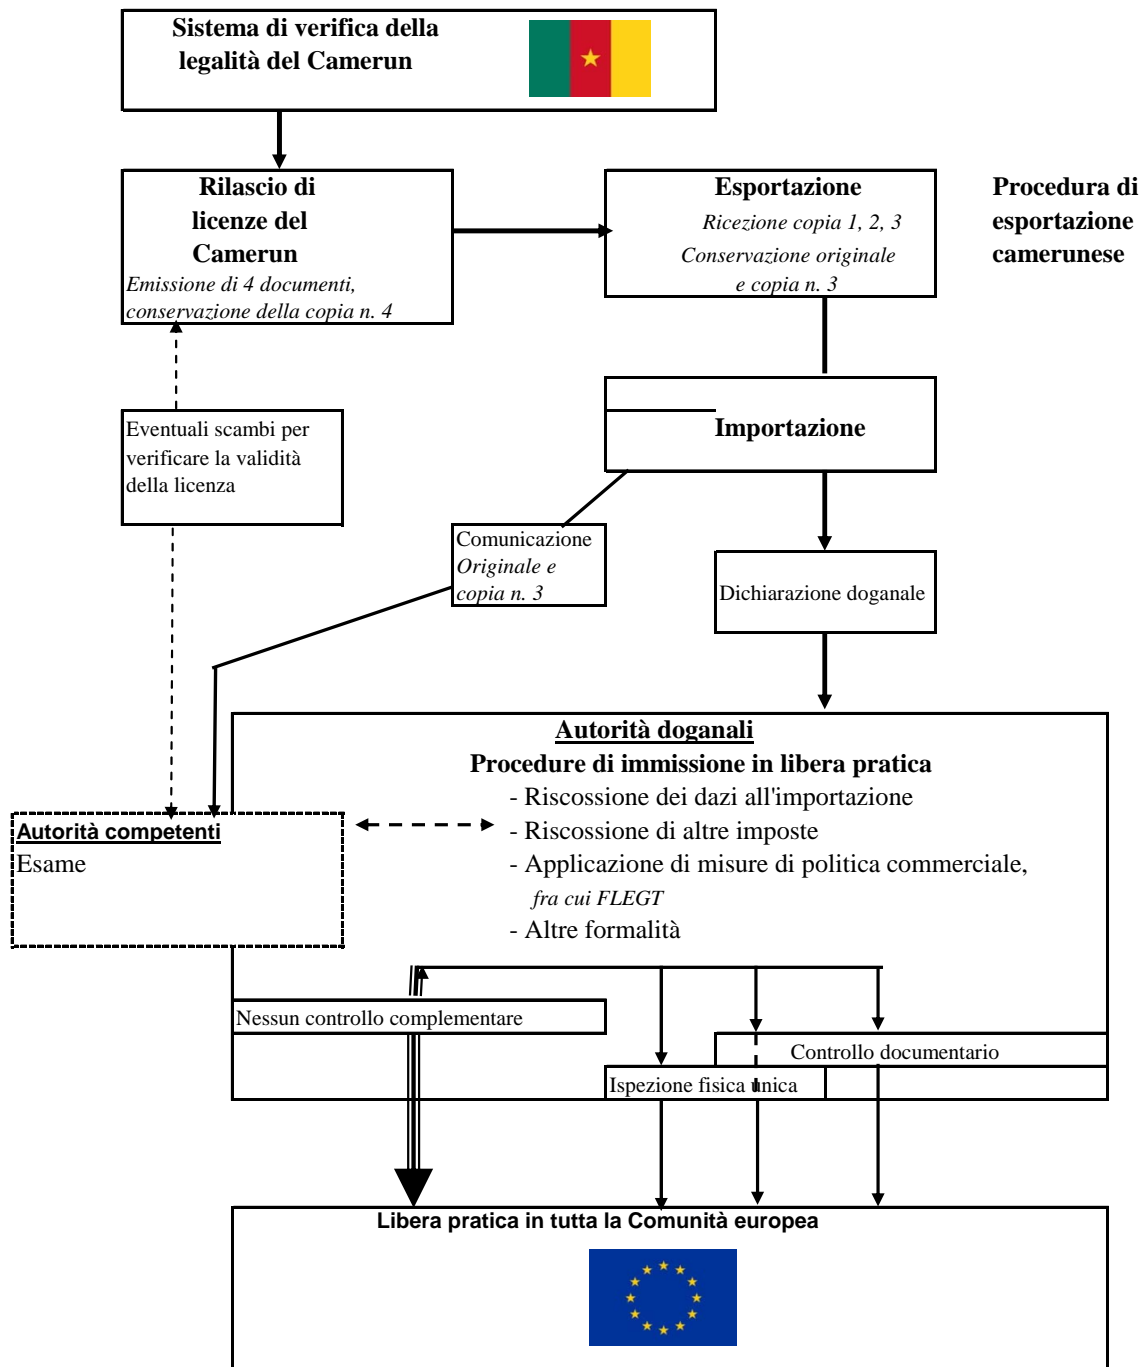 Sistema di verifica della
legalità del Camerun
Rilascio di
licenze del
Camerun
Emissione di 4 documenti,
conservazione della copia n. 4
Esportazione
Ricezione copia 1, 2, 3
Conservazione originale
e copia n. 3
Procedura di
esportazione
camerunese
Eventuali scambi per
verificare la validità
della licenza
Importazione
Comunicazione
Originale e
copia n. 3
Dichiarazione doganale
Autorità doganali
Procedure di immissione in libera pratica
- Riscossione dei dazi all'importazione
- Riscossione di altre imposte
- Applicazione di misure di politica commerciale,
fra cui FLEGT
- Altre formalità
Autorità competenti
Esame
Nessun controllo complementare
Controllo documentario
Ispezione fisica unica
Libera pratica in tutta la Comunità europea